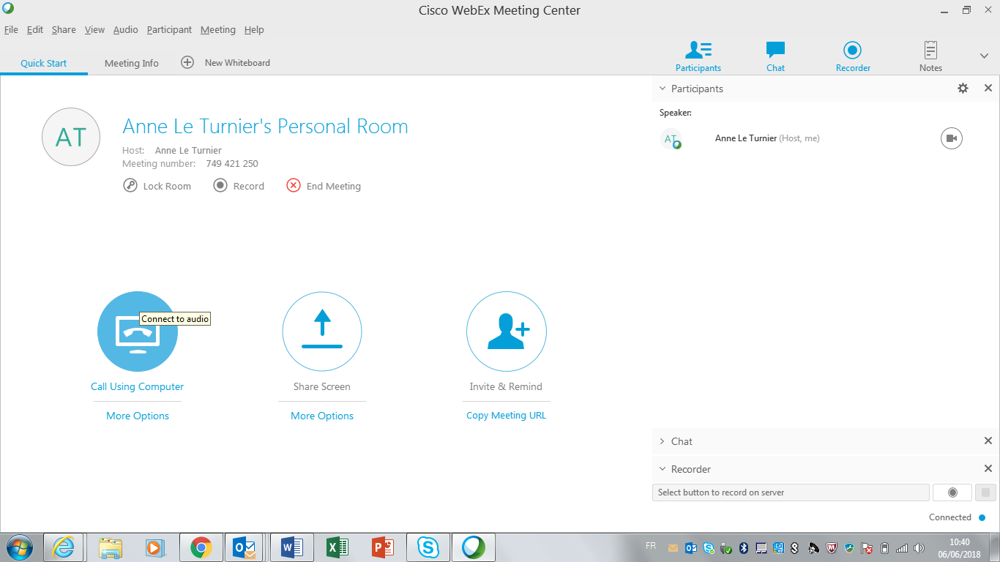 Cisco WebEx Meeting Center
File Edit Share View Audio Participant Meeting Help
Quick Start Meeting Info New Whiteboard
Participants Chat Recorder Notes
AT
Anne Le Turnier's Personal Room
Host: Anne Le Turnier
Meeting number: 749 421 250
Lock Room Record End Meeting
Connect to audio
Call Using Computer
More Options
Share Screen
More Options
Invite & Remind
Copy Meeting URL
Participants
Speaker:
AT Anne Le Turnier (Host, me)
Chat
Recorder
Select button to record on server
Connected
FR
10:40
06/06/2018